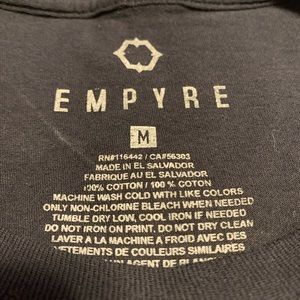 EMPYRE
M
RN#116442 / CA#56303
MADE IN EL SALVADOR
FABRIQUE AU EL SALVADOR
100% COTTON / 100 % COTON
MACHINE WASH COLD WITH LIKE COLORS
ONLY NON-CHLORINE BLEACH WHEN NEEDED
TUMBLE DRY LOW, COOL IRON IF NEEDED
DO NOT IRON ON PRINT. DO NOT DRY CLEAN
LAVER A LA MACHINE A FROID AVEC DES
VETEMENTS DE COULEURS SIMILAIRES
AGENT DE